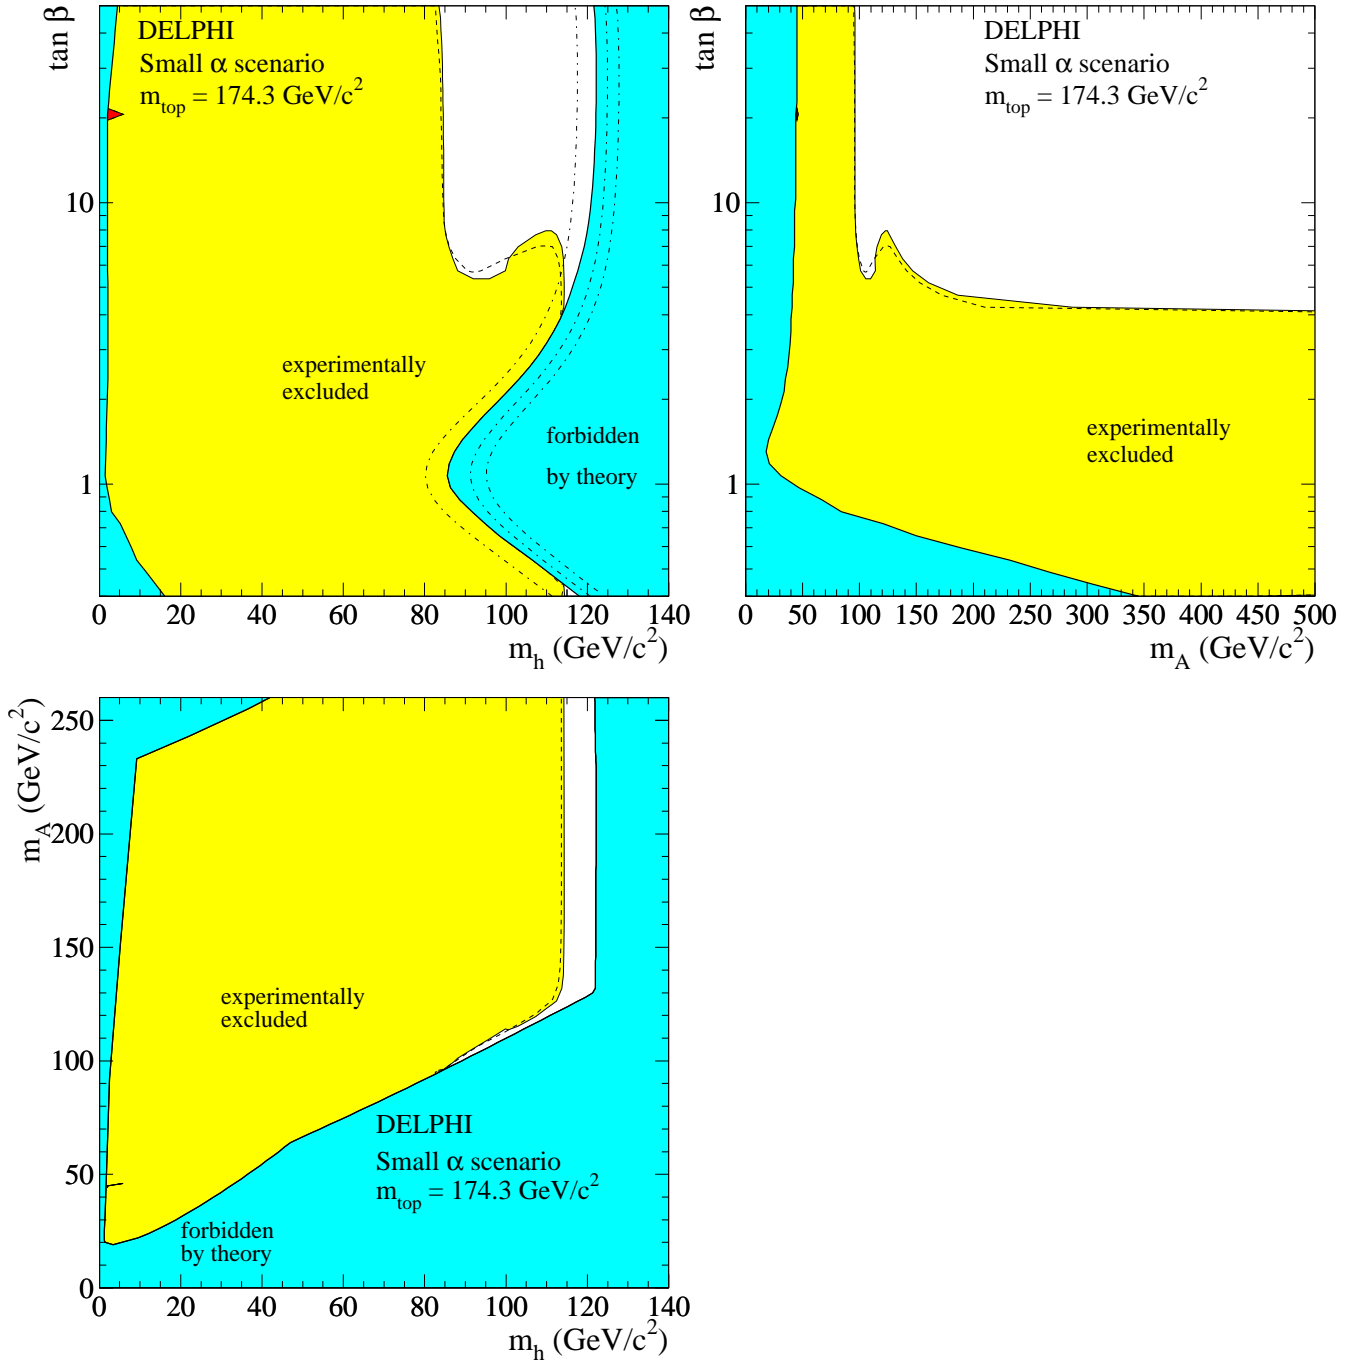 tan β
DELPHI
Small α scenario
m_top = 174.3 GeV/c²
10
1
experimentally
excluded
forbidden
by theory
0 20 40 60 80 100 120 140
m_h (GeV/c²)
tan β
DELPHI
Small α scenario
m_top = 174.3 GeV/c²
10
1
experimentally
excluded
0 50 100 150 200 250 300 350 400 450 500
m_A (GeV/c²)
m_A (GeV/c²)
250
200
150
100
50
0
experimentally
excluded
DELPHI
Small α scenario
m_top = 174.3 GeV/c²
forbidden
by theory
0 20 40 60 80 100 120 140
m_h (GeV/c²)